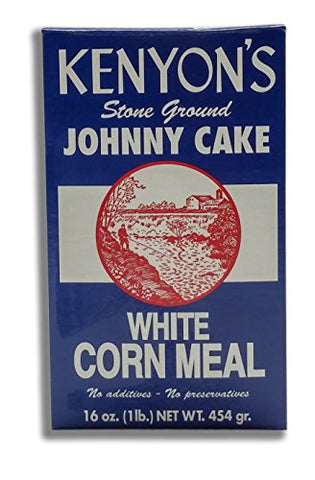 KENYON'S
Stone Ground
JOHNNY CAKE
WHITE
CORN MEAL
No additives - No preservatives
16 oz. (1lb.) NET WT. 454 gr.